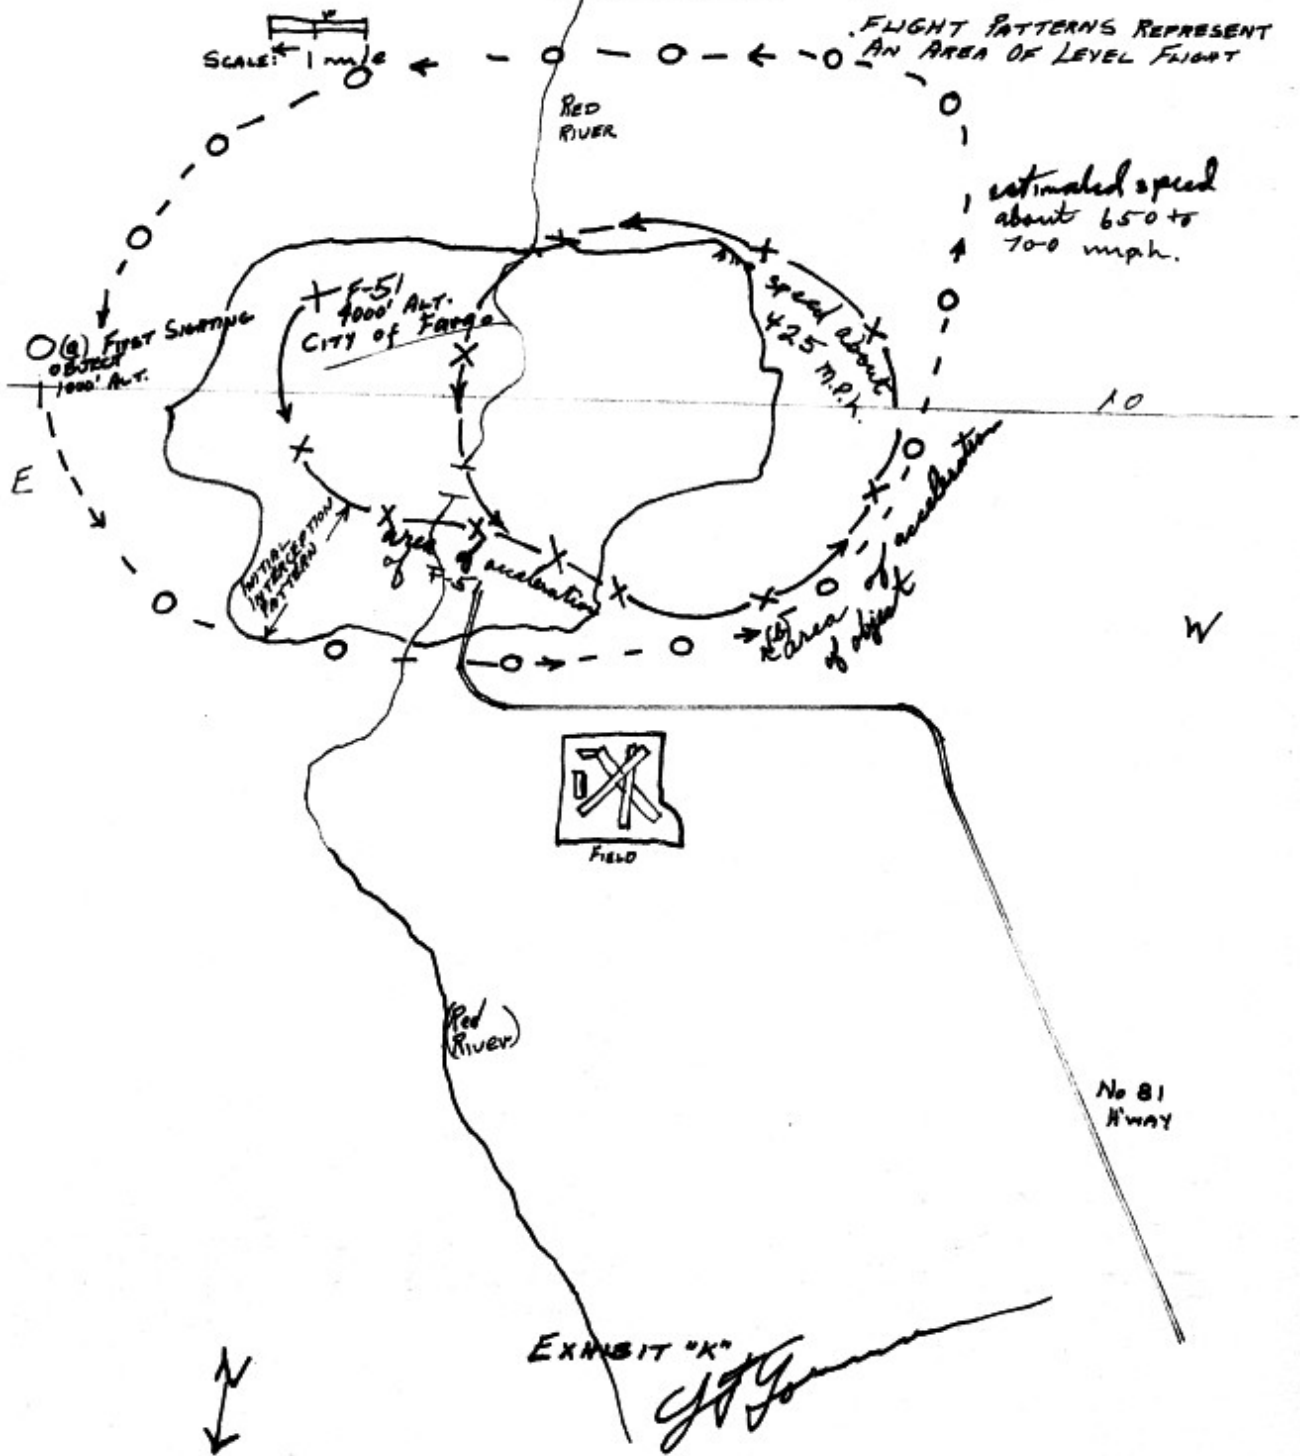 SCALE: 1 mile
FLIGHT PATTERNS REPRESENT
AN AREA OF LEVEL FLIGHT
RED
RIVER
estimated speed
about 650 to
700 mph.
F-51
4000' ALT.
CITY of Fargo
(a) FIRST SIGHTING
OBJECT
1000' ALT.
speed about
425 M.P.H.
10
E
INITIAL
INTERCEPTION
PATTERN
area of acceleration
of F-51
area of acceleration
of object
W
FIELD
(Red
River)
No 81
H'WAY
EXHIBIT "K"
N